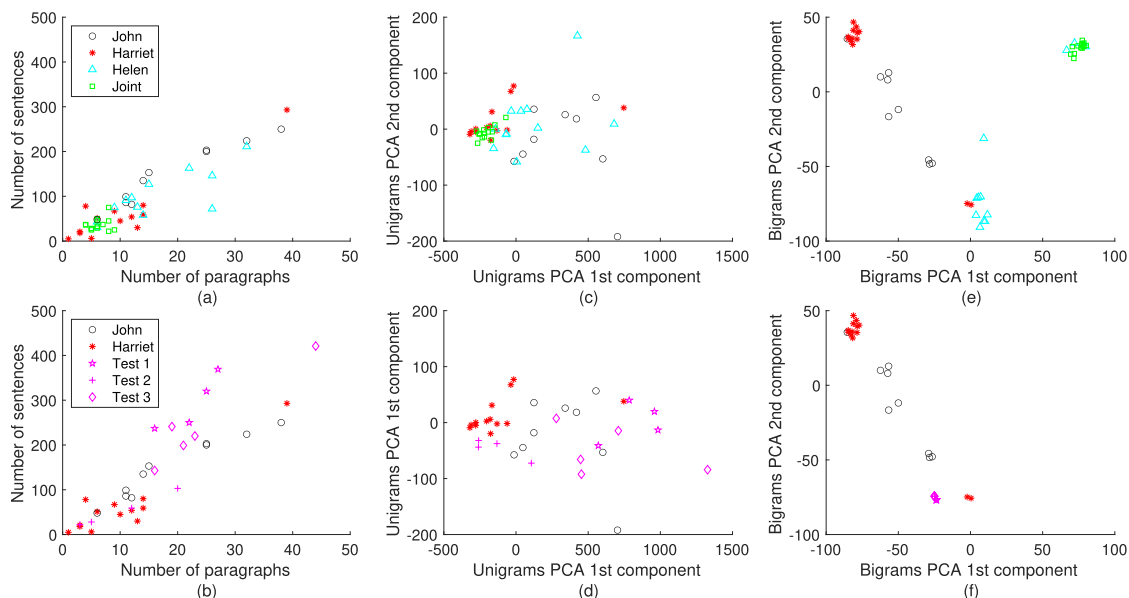 500
400
300
200
100
0
Number of sentences
John
Harriet
Helen
Joint
0 10 20 30 40 50
Number of paragraphs
(a)
200
100
0
-100
-200
Unigrams PCA 2nd component
-500 0 500 1000 1500
Unigrams PCA 1st component
(c)
50
0
-50
-100
Bigrams PCA 2nd component
-100 -50 0 50 100
Bigrams PCA 1st component
(e)
500
400
300
200
100
0
Number of sentences
John
Harriet
Test 1
Test 2
Test 3
0 10 20 30 40 50
Number of paragraphs
(b)
200
100
0
-100
-200
Unigrams PCA 1st component
-500 0 500 1000 1500
Unigrams PCA 1st component
(d)
50
0
-50
-100
Bigrams PCA 2nd component
-100 -50 0 50 100
Bigrams PCA 1st component
(f)